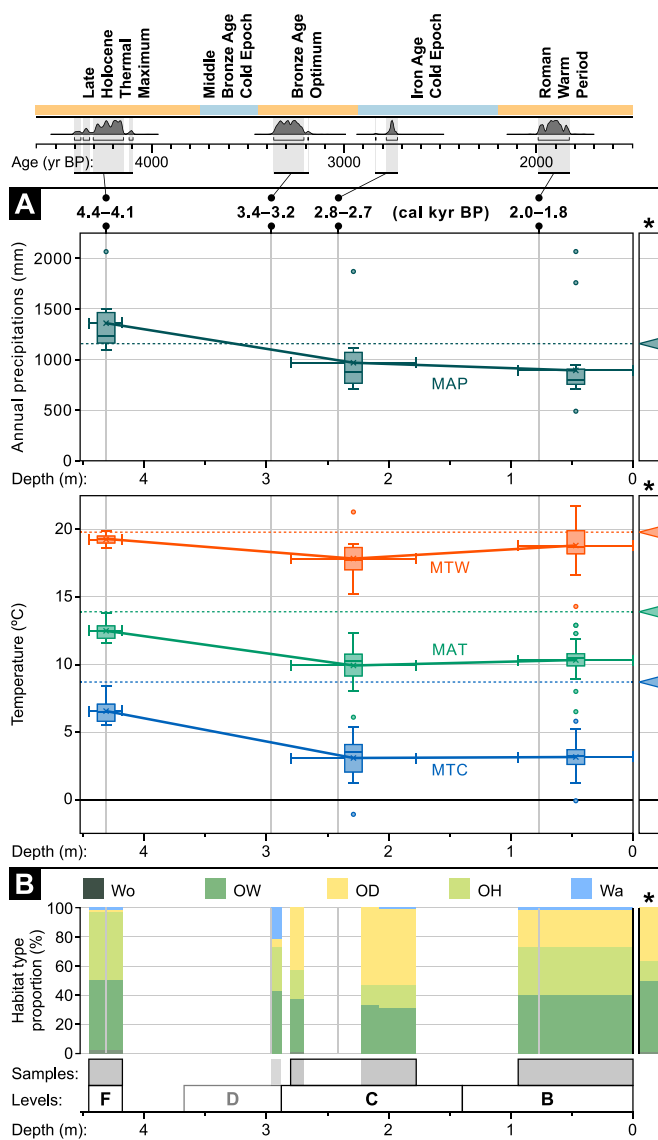 Late
Holocene
Thermal
Maximum
Middle
Bronze Age
Cold Epoch
Bronze Age
Optimum
Iron Age
Cold Epoch
Roman
Warm
Period
Age (yr BP): 4000 3000 2000
A
4.4–4.1 3.4–3.2 2.8–2.7 (cal kyr BP) 2.0–1.8
*
Annual precipitations (mm)
2000
1500
1000
500
0
MAP
Depth (m): 4 3 2 1 0
*
Temperature (ºC)
20
15
10
5
0
MTW
MAT
MTC
Depth (m): 4 3 2 1 0
B
Wo OW OD OH Wa
*
Habitat type
proportion (%)
100
80
60
40
20
0
Samples:
Levels: F D C B
Depth (m): 4 3 2 1 0